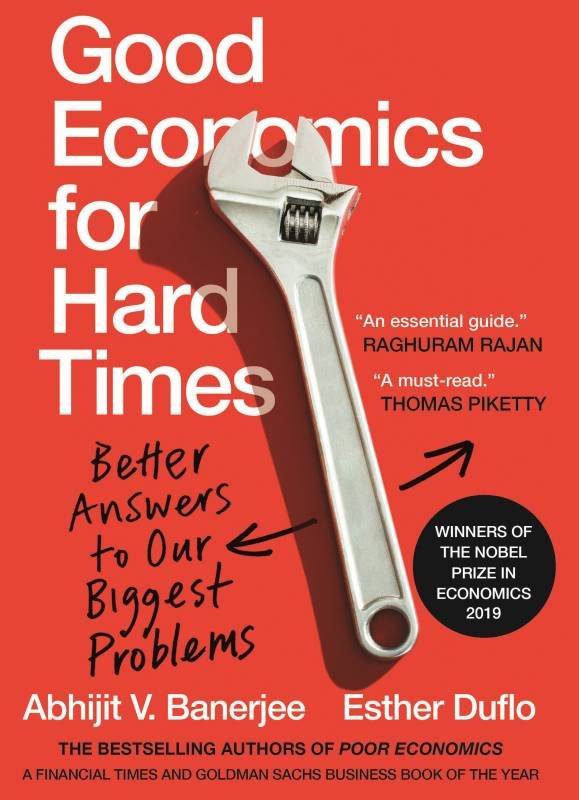 Good
Economics
for
Hard
Times
“An essential guide.”
RAGHURAM RAJAN
“A must-read.”
THOMAS PIKETTY
Better
Answers
to Our
Biggest
Problems
WINNERS OF
THE NOBEL
PRIZE IN
ECONOMICS
2019
Abhijit V. Banerjee Esther Duflo
THE BESTSELLING AUTHORS OF POOR ECONOMICS
A FINANCIAL TIMES AND GOLDMAN SACHS BUSINESS BOOK OF THE YEAR